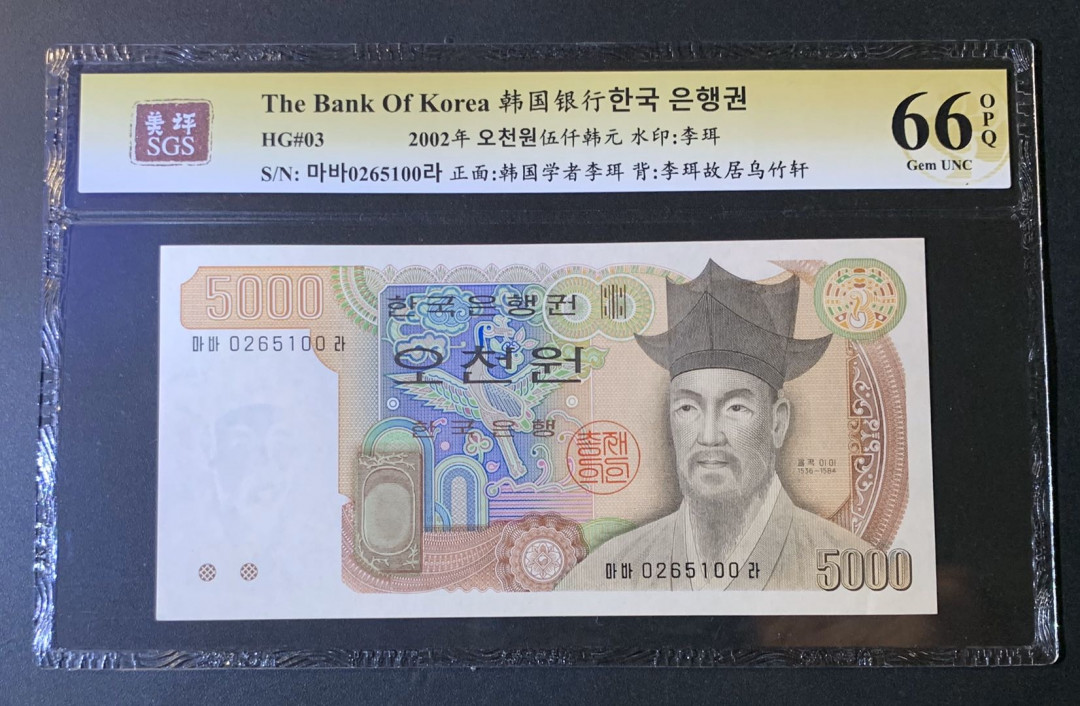 The Bank Of Korea 韩国银行한국 은행권
HG#03 2002年 오천원伍仟韩元 水印:李珥
S/N: 마바0265100라 正面:韩国学者李珥 背:李珥故居乌竹轩
美评
SGS
66
OPQ
Gem UNC
5000
한국은행권
마바 0265100 라
오천원
한국은행
율곡 이이
1536-1584
마바 0265100 라
5000